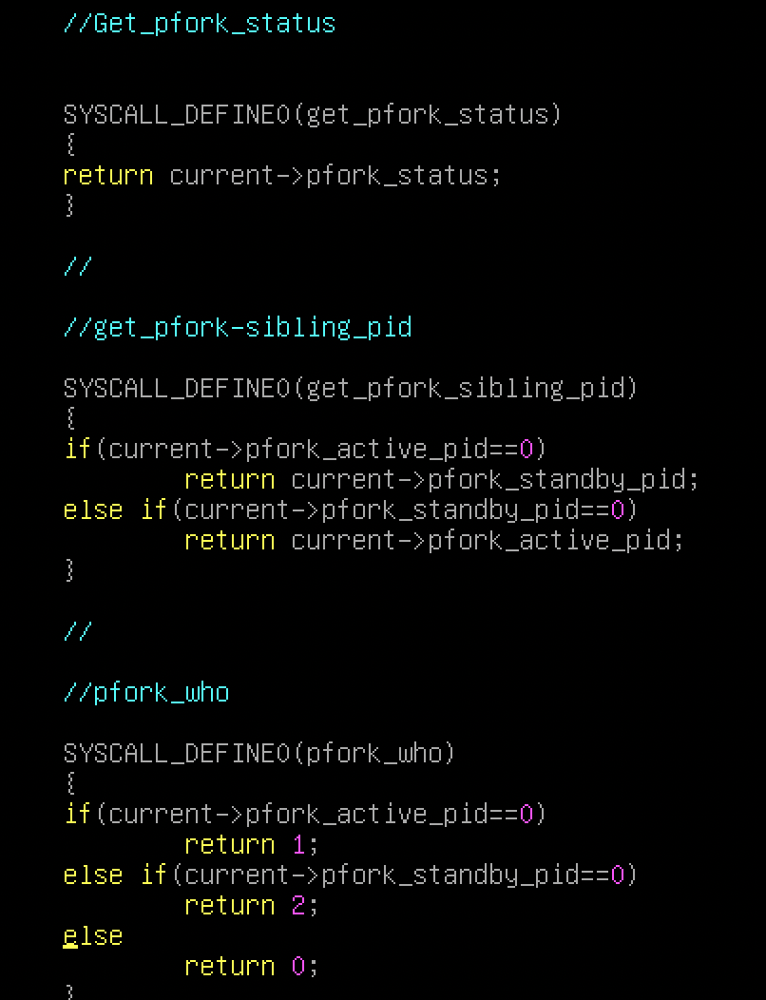 //Get_pfork_status
SYSCALL_DEFINE0(get_pfork_status)
{
return current->pfork_status;
}
//
//get_pfork-sibling_pid
SYSCALL_DEFINE0(get_pfork_sibling_pid)
{
if(current->pfork_active_pid==0)
        return current->pfork_standby_pid;
else if(current->pfork_standby_pid==0)
        return current->pfork_active_pid;
}
//
//pfork_who
SYSCALL_DEFINE0(pfork_who)
{
if(current->pfork_active_pid==0)
        return 1;
else if(current->pfork_standby_pid==0)
        return 2;
else
        return 0;
}